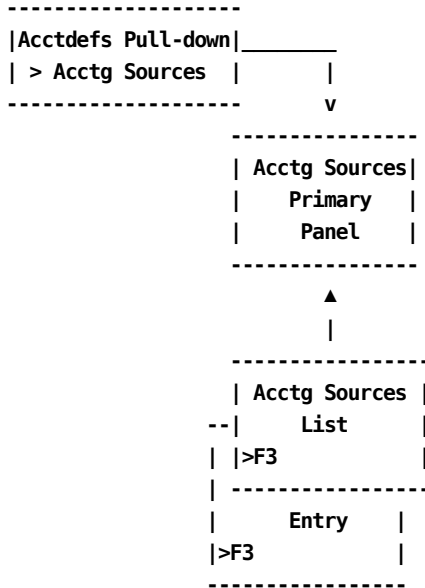 Acctdefs Pull-down
> Acctg Sources
v
Acctg Sources
Primary
Panel
Acctg Sources
List
>F3
Entry
>F3